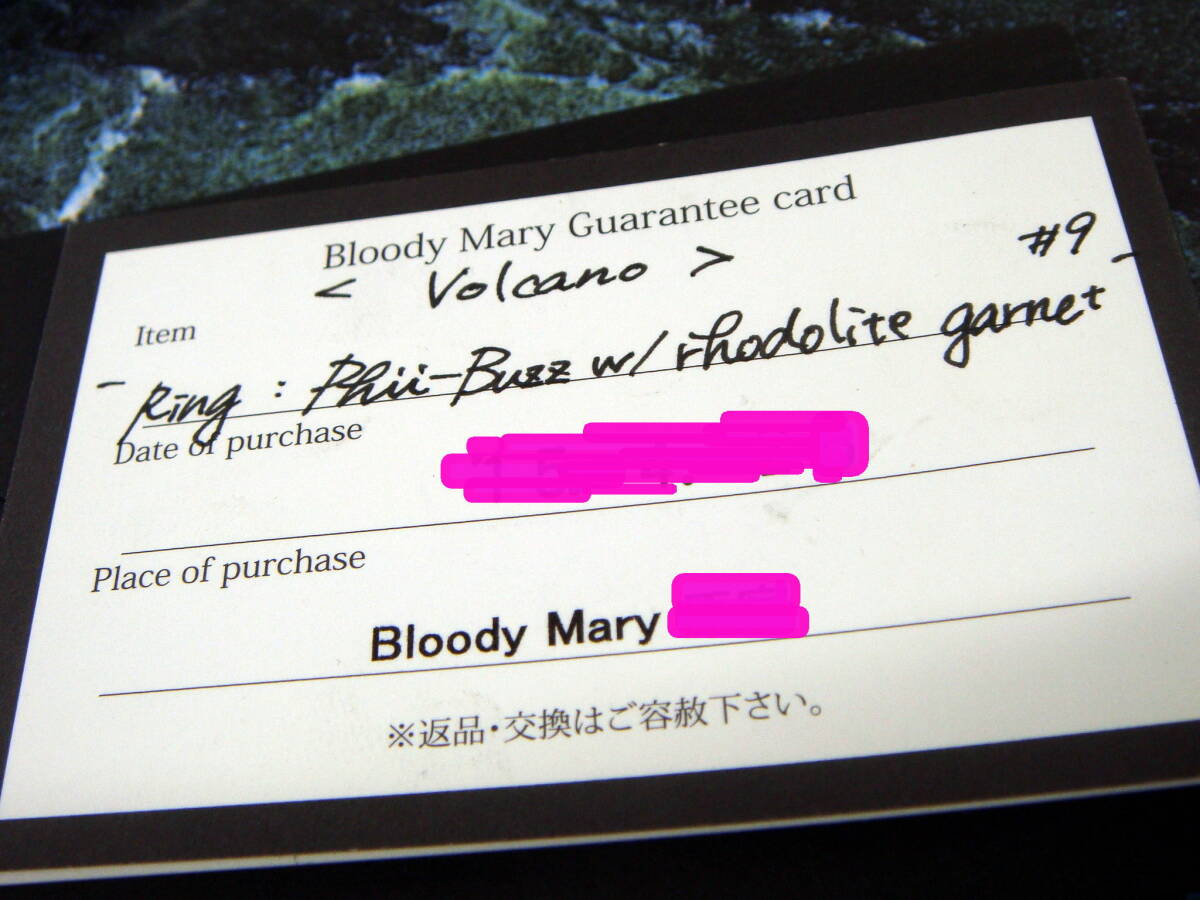 Bloody Mary Guarantee card
< Volcano > #9
Item
Ring : Phii-Buzz w/ rhodolite garnet
Date of purchase
Place of purchase
Bloody Mary
※返品・交換はご容赦下さい。